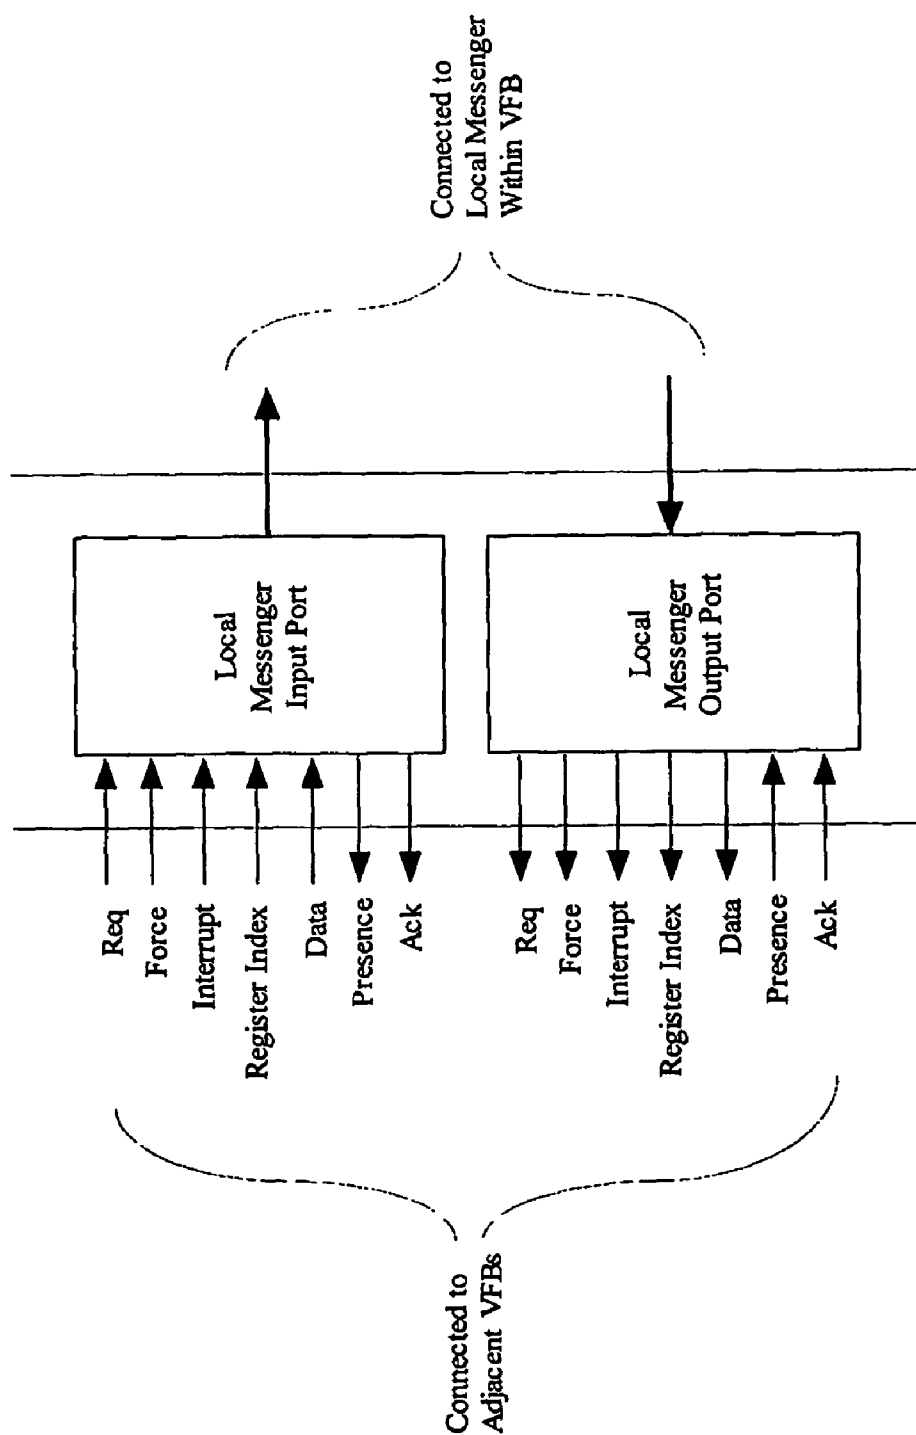 Connected to
Local Messenger
Within VFB
Local
Messenger
Input Port
Local
Messenger
Output Port
Req
Force
Interrupt
Register Index
Data
Presence
Ack
Req
Force
Interrupt
Register Index
Data
Presence
Ack
Connected to
Adjacent VFBs